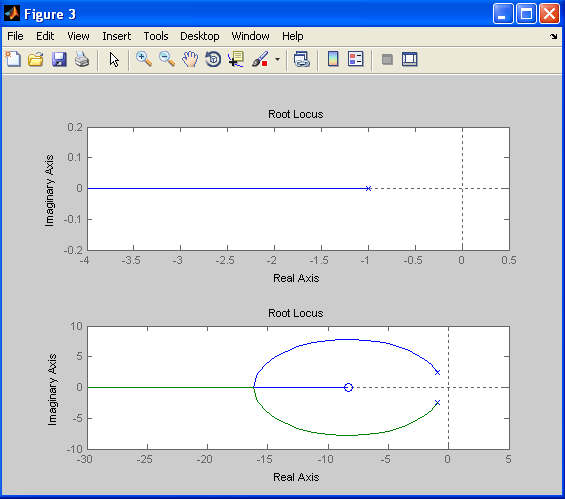 Figure 3
File Edit View Insert Tools Desktop Window Help
Root Locus
0.2
0.1
0
-0.1
-0.2
Imaginary Axis
-4 -3.5 -3 -2.5 -2 -1.5 -1 -0.5 0 0.5
Real Axis
Root Locus
10
5
0
-5
-10
Imaginary Axis
-30 -25 -20 -15 -10 -5 0 5
Real Axis